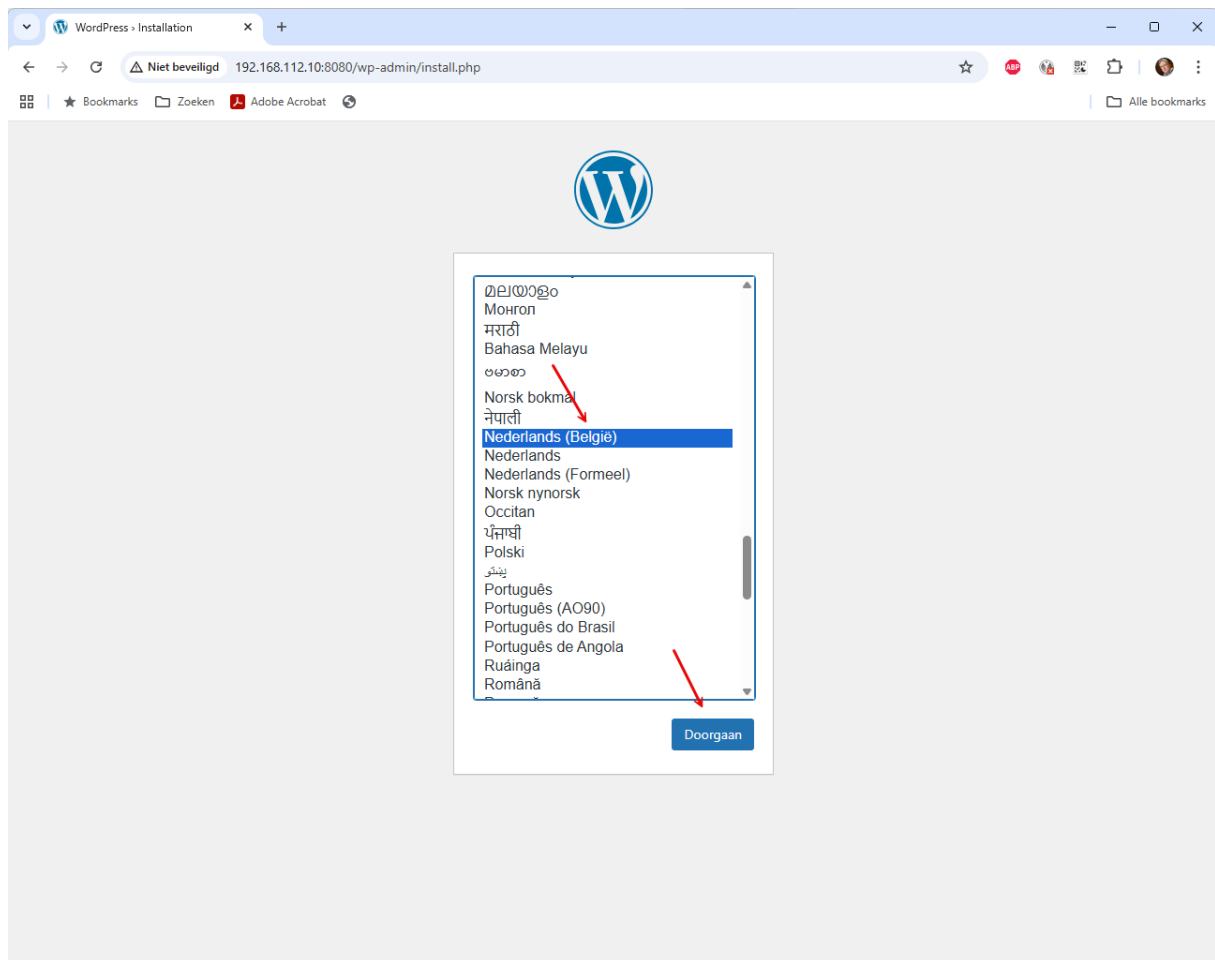 WordPress › Installation
Niet beveiligd 192.168.112.10:8080/wp-admin/install.php
ABP
Bookmarks Zoeken Adobe Acrobat Alle bookmarks
മലയാളം
Монгол
मराठी
Bahasa Melayu
ဗမာစာ
Norsk bokmål
नेपाली
Nederlands (België)
Nederlands
Nederlands (Formeel)
Norsk nynorsk
Occitan
ਪੰਜਾਬੀ
Polski
پښتو
Português
Português (AO90)
Português do Brasil
Português de Angola
Ruáinga
Română
Doorgaan